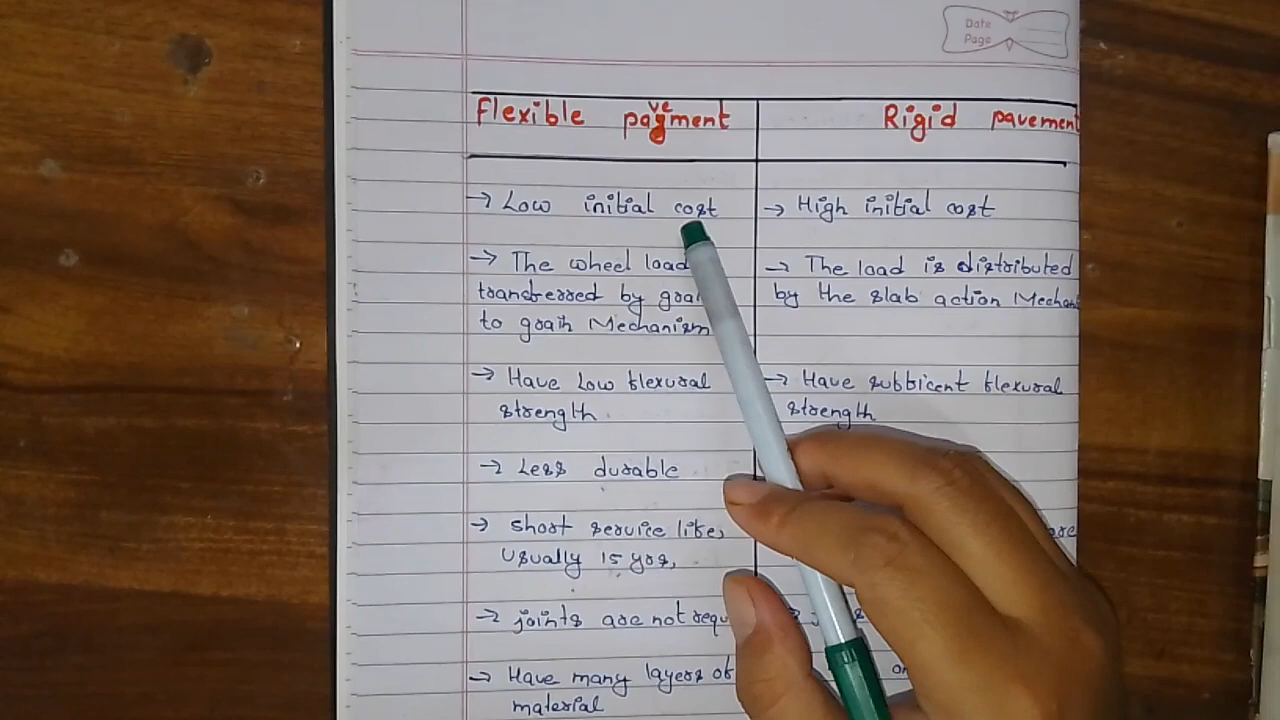 Date
Page
Flexible pavement
Rigid pavement
→ Low initial cost
→ High initial cost
→ The wheel load
transferred by grai
to grain Mechanism
→ The load is distributed
by the slab action Mechan
→ Have Low flexural
strength.
→ Have sufficent flexural
strength
→ Less durable
→ short service life,
Usually 15 yrs,
→ joints are not requ
→ Have many layers of
material